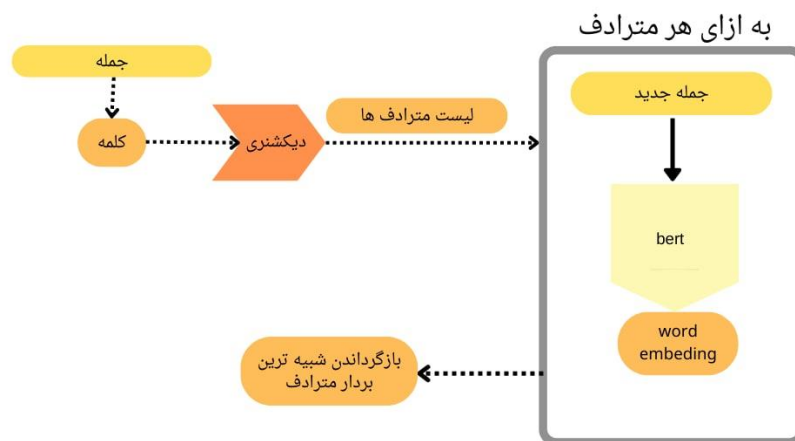 به ازای هر مترادف
جمله
کلمه
دیکشنری
لیست مترادف ها
جمله جدید
bert
word
embeding
بازگرداندن شبیه ترین
بردار مترادف